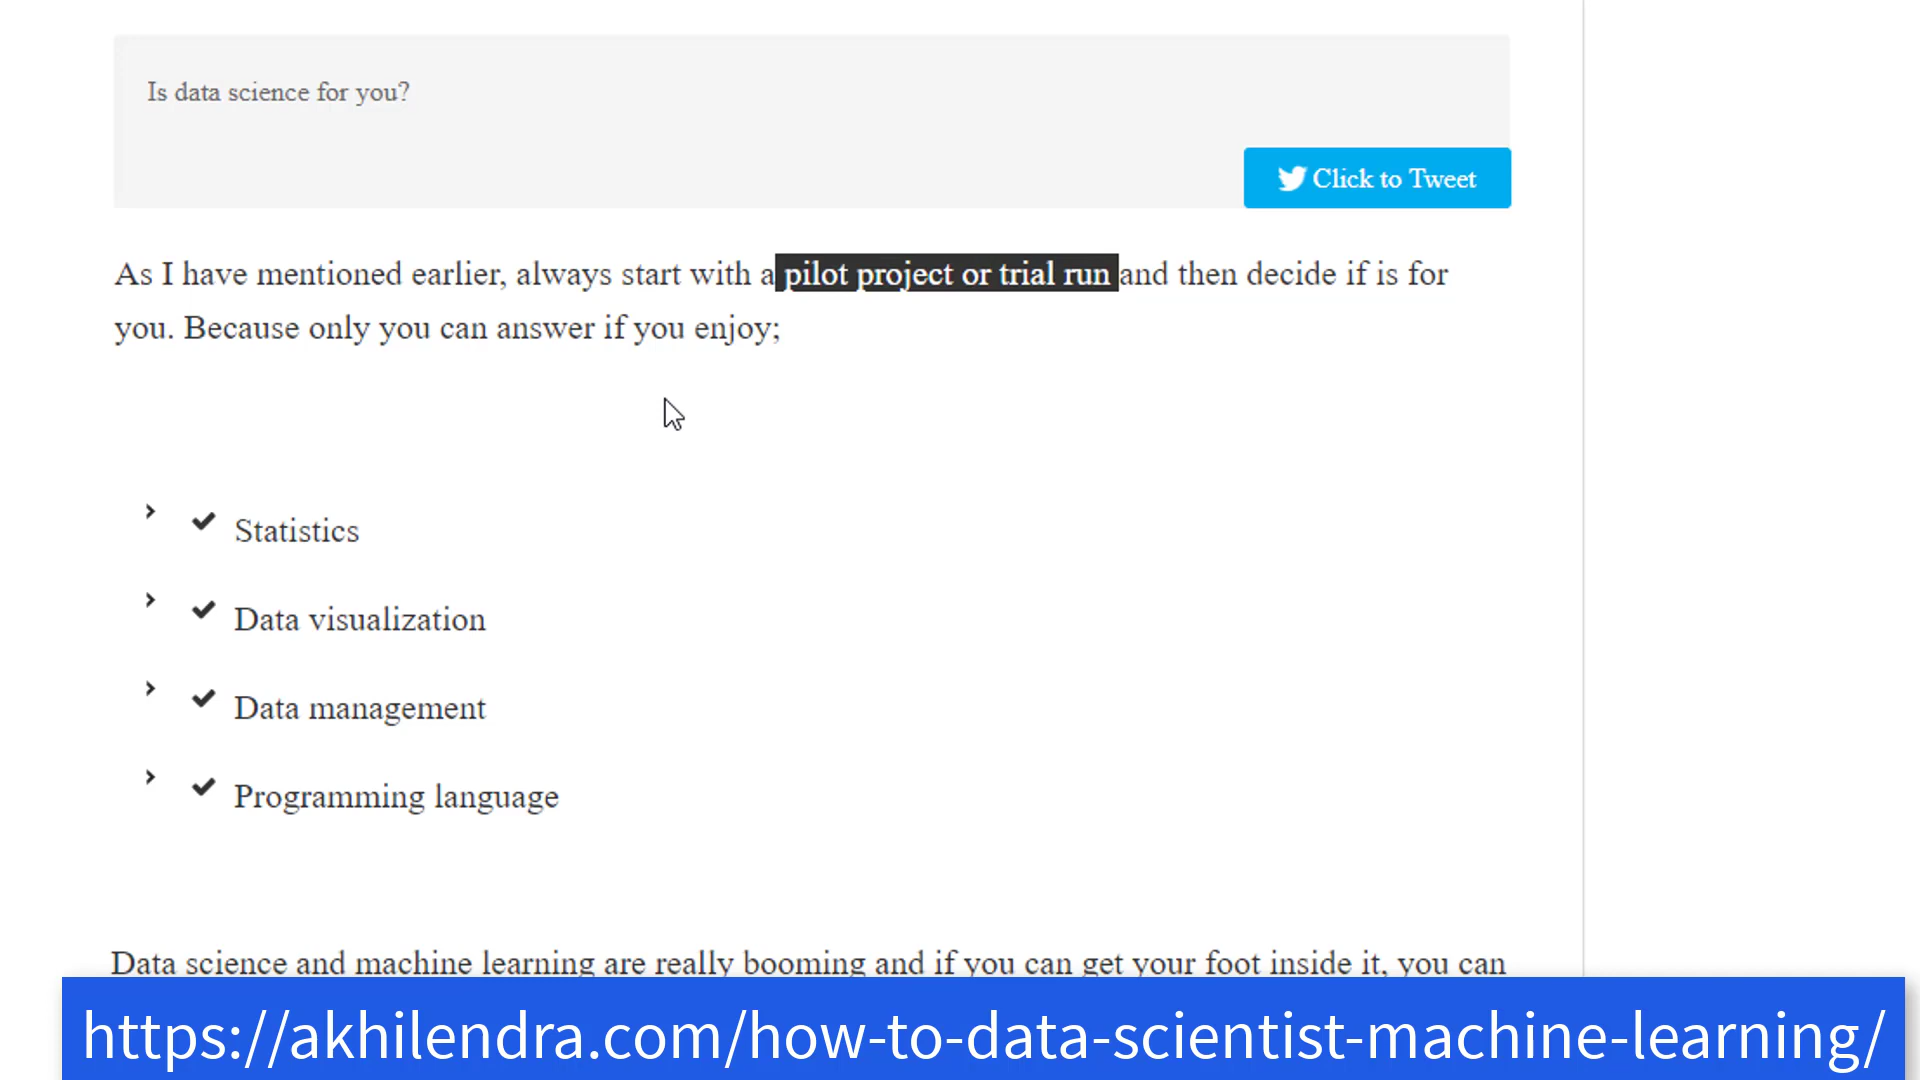 Is data science for you?
Click to Tweet
As I have mentioned earlier, always start with a pilot project or trial run and then decide if is for
you. Because only you can answer if you enjoy;
Statistics
Data visualization
Data management
Programming language
Data science and machine learning are really booming and if you can get your foot inside it, you can
https://akhilendra.com/how-to-data-scientist-machine-learning/